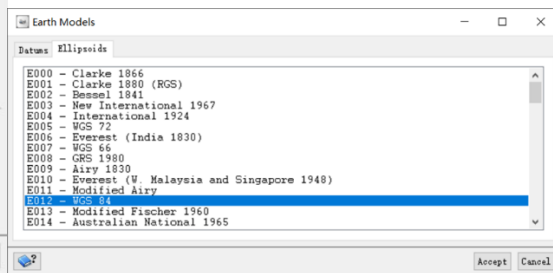 Earth Models
Datums Ellipsoids
E000 - Clarke 1866
E001 - Clarke 1880 (RGS)
E002 - Bessel 1841
E003 - New International 1967
E004 - International 1924
E005 - WGS 72
E006 - Everest (India 1830)
E007 - WGS 66
E008 - GRS 1980
E009 - Airy 1830
E010 - Everest (W. Malaysia and Singapore 1948)
E011 - Modified Airy
E012 - WGS 84
E013 - Modified Fischer 1960
E014 - Australian National 1965
Accept Cancel